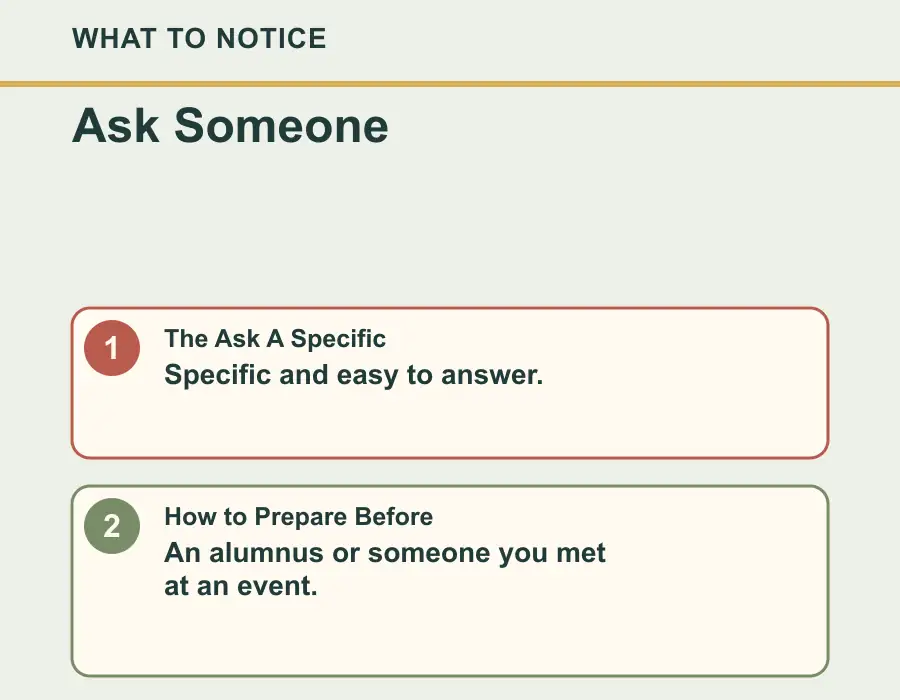 WHAT TO NOTICE
Ask Someone
1
The Ask A Specific
Specific and easy to answer.
2
How to Prepare Before
An alumnus or someone you met
at an event.